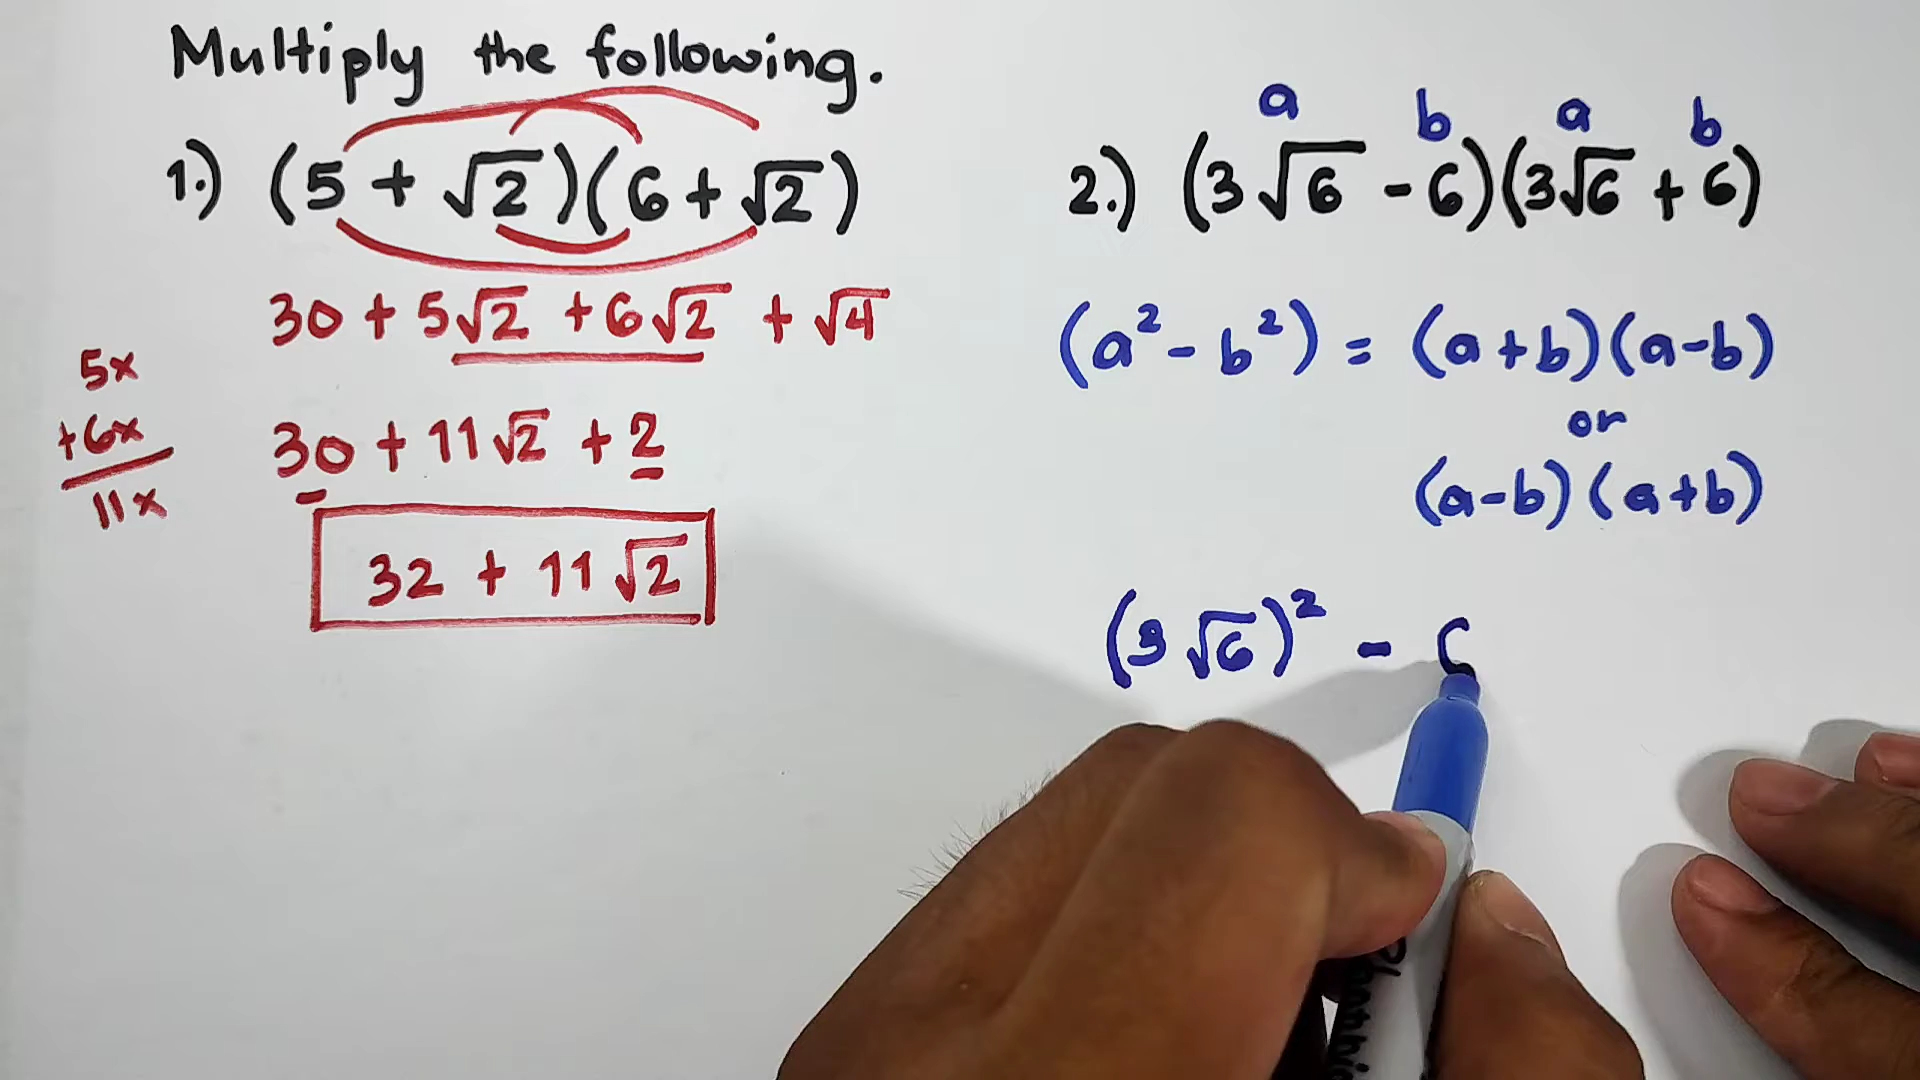 Multiply the following.
1.) (5 + √2)(6 + √2)
30 + 5√2 + 6√2 + √4
5x
+6x
11x
30 + 11√2 + 2
32 + 11√2
a b a b
2.) (3√6 - 6)(3√6 + 6)
(a² - b²) = (a+b)(a-b)
or
(a-b)(a+b)
(3√6)² -